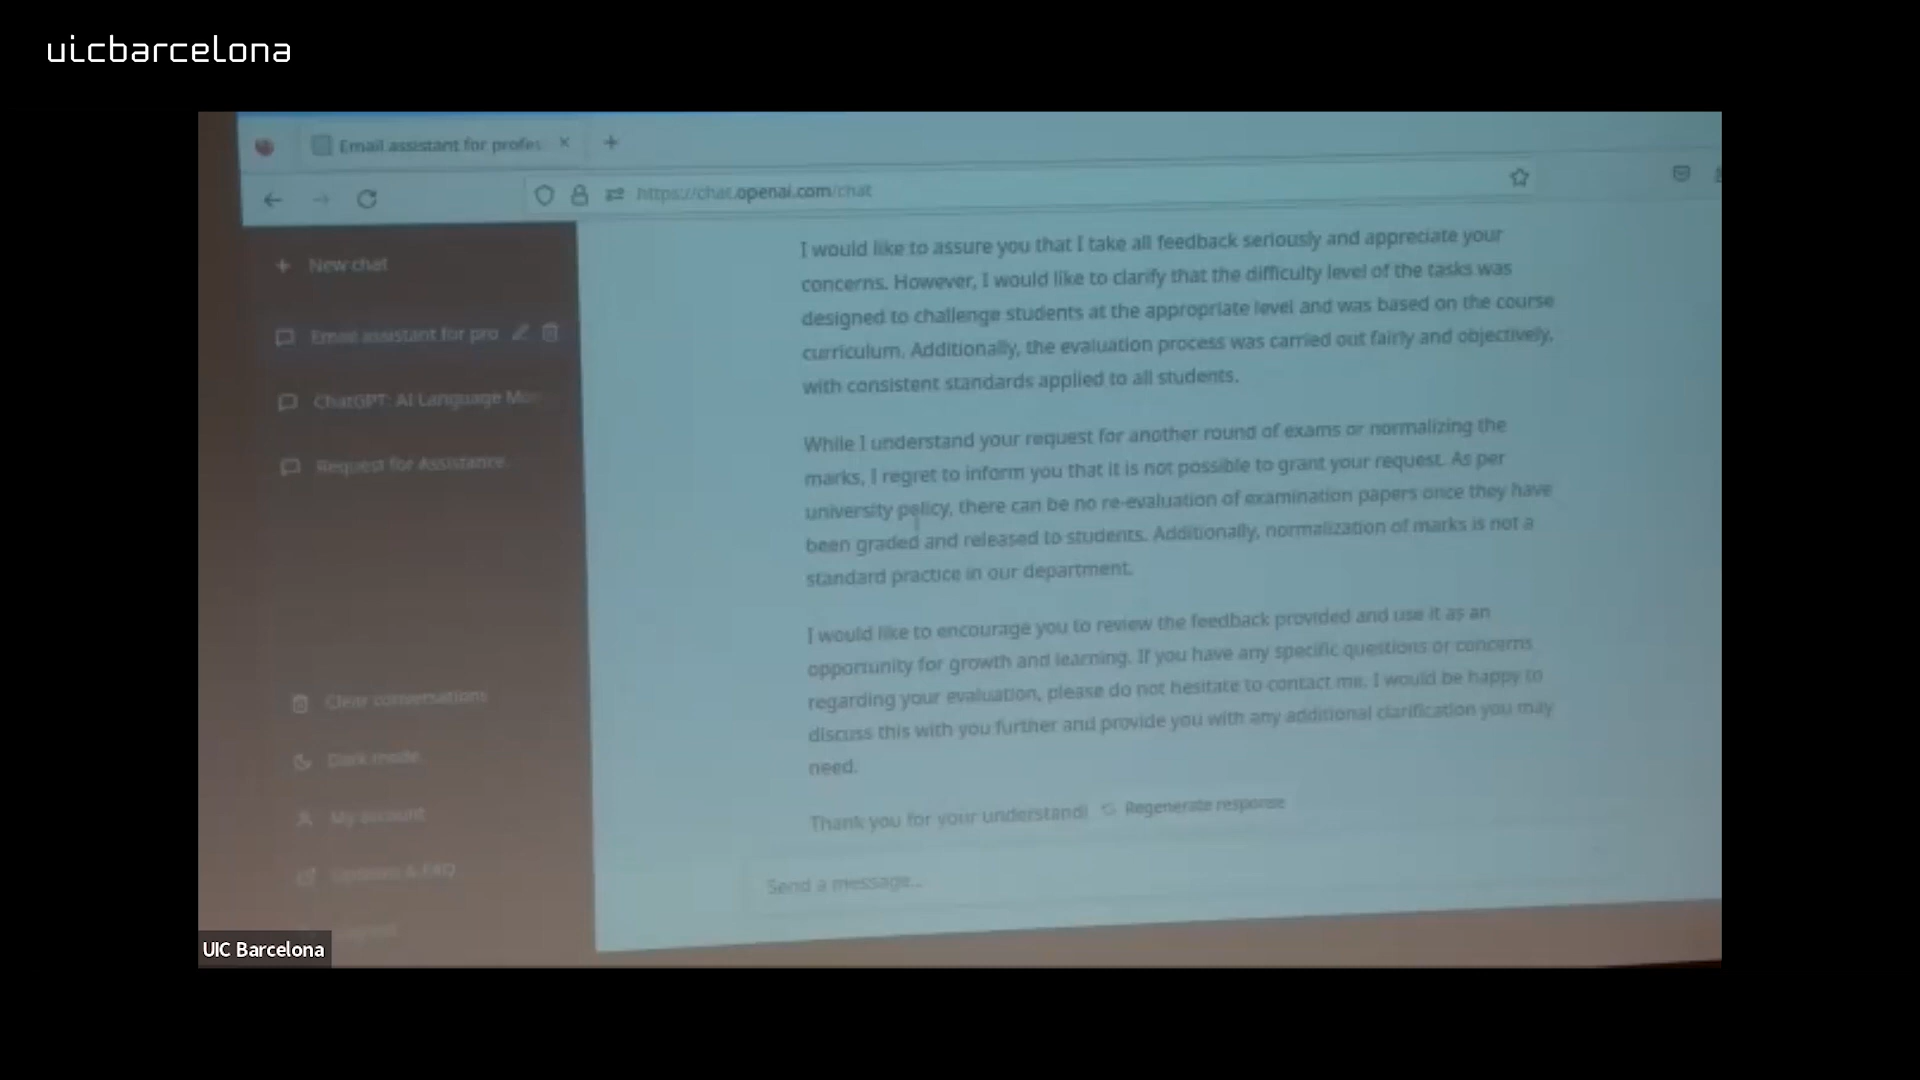 uicbarcelona
Email assistant for profes
https://chat.openai.com/chat
New chat
Email assistant for pro
ChatGPT: AI Language Mo
Request for Assistance.
Clear conversations
Dark mode
My account
Updates & FAQ
I would like to assure you that I take all feedback seriously and appreciate your
concerns. However, I would like to clarify that the difficulty level of the tasks was
designed to challenge students at the appropriate level and was based on the course
curriculum. Additionally, the evaluation process was carried out fairly and objectively,
with consistent standards applied to all students.
While I understand your request for another round of exams or normalizing the
marks, I regret to inform you that it is not possible to grant your request. As per
university policy, there can be no re-evaluation of examination papers once they have
been graded and released to students. Additionally, normalization of marks is not a
standard practice in our department.
I would like to encourage you to review the feedback provided and use it as an
opportunity for growth and learning. If you have any specific questions or concerns
regarding your evaluation, please do not hesitate to contact me. I would be happy to
discuss this with you further and provide you with any additional clarification you may
need.
Thank you for your understandi
Regenerate response
Send a message...
UIC Barcelona